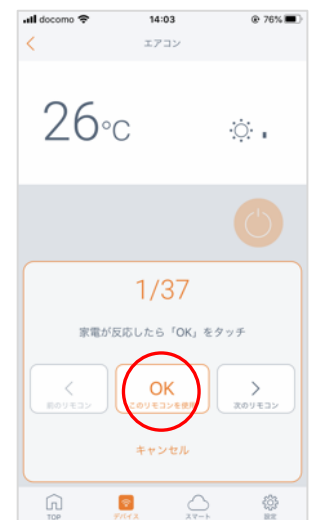 docomo 14:03 76%
エアコン
26°C
1/37
家電が反応したら「OK」をタッチ
OK
前のリモコン このリモコンを使用 次のリモコン
キャンセル
TOP デバイス スマート 設定